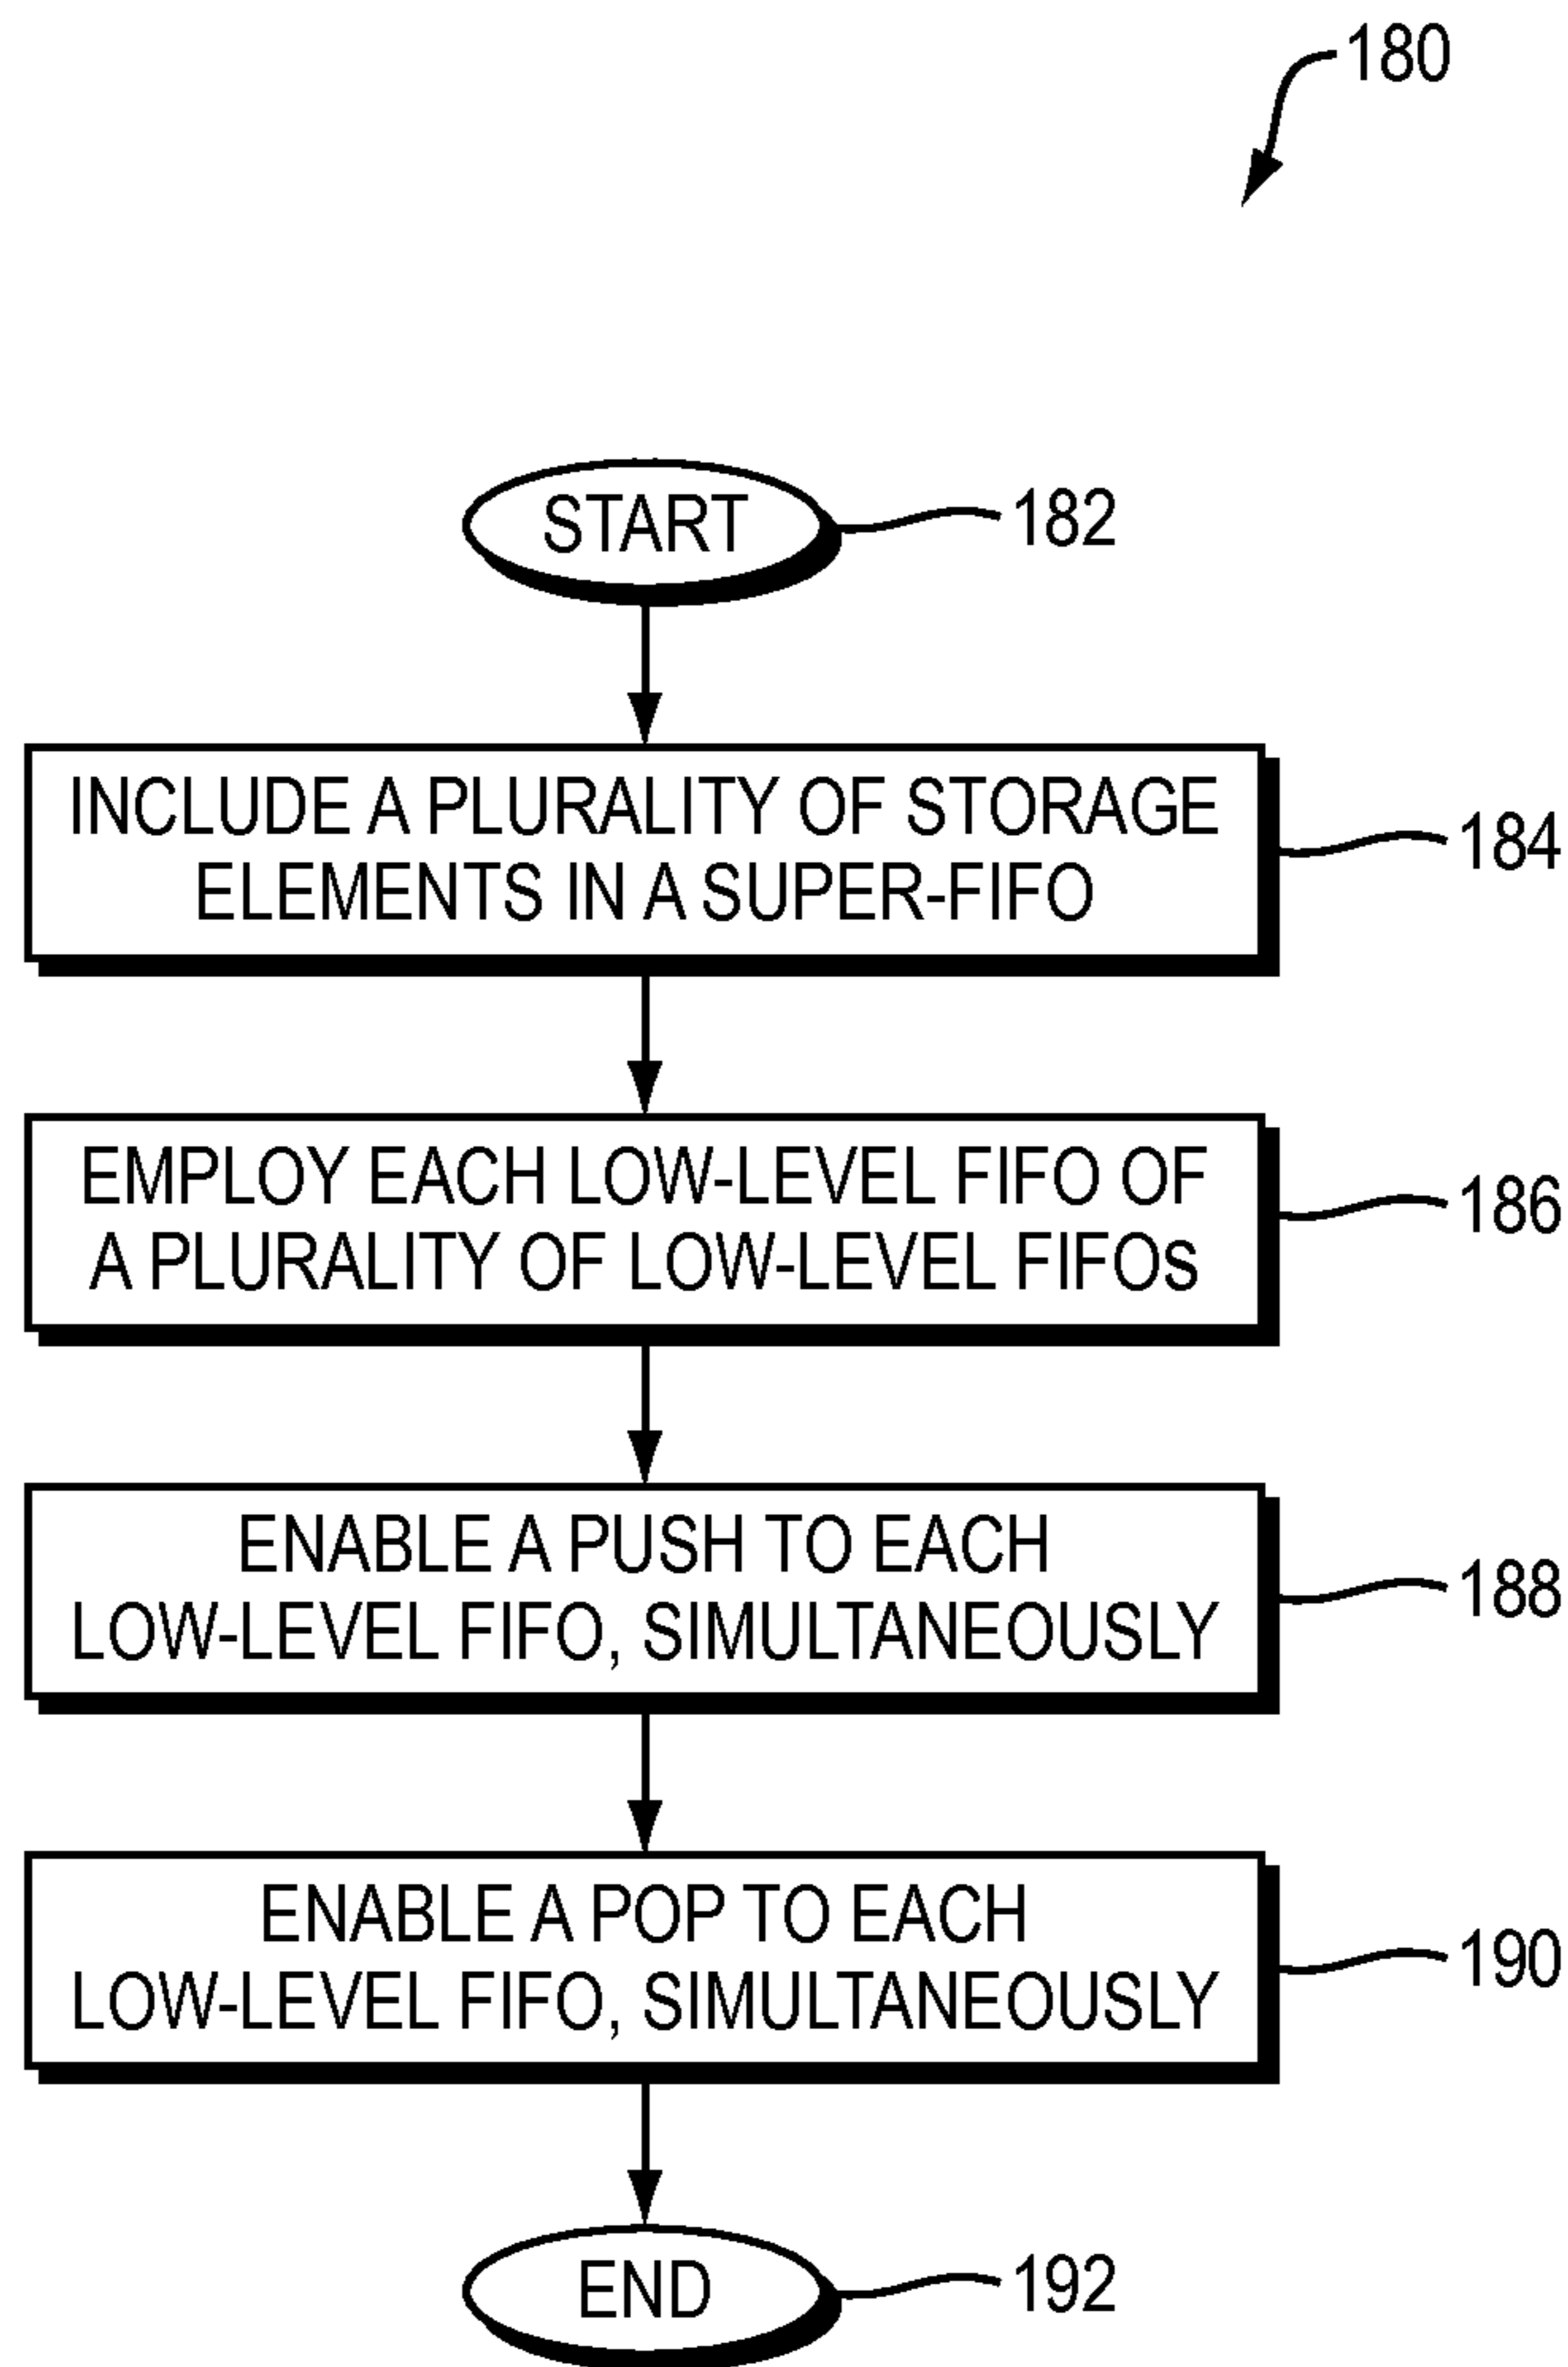 180
START
182
INCLUDE A PLURALITY OF STORAGE
ELEMENTS IN A SUPER-FIFO
184
EMPLOY EACH LOW-LEVEL FIFO OF
A PLURALITY OF LOW-LEVEL FIFOs
186
ENABLE A PUSH TO EACH
LOW-LEVEL FIFO, SIMULTANEOUSLY
188
ENABLE A POP TO EACH
LOW-LEVEL FIFO, SIMULTANEOUSLY
190
END
192